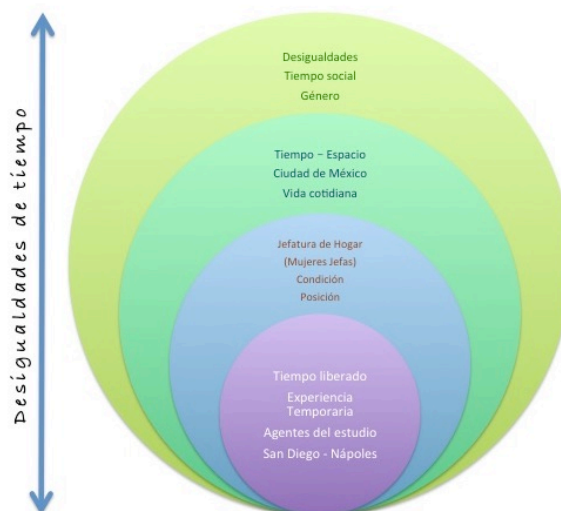 Desigualdades de tiempo
Desigualdades
Tiempo social
Género
Tiempo – Espacio
Ciudad de México
Vida cotidiana
Jefatura de Hogar
(Mujeres Jefas)
Condición
Posición
Tiempo liberado
Experiencia
Temporaria
Agentes del estudio
San Diego - Nápoles